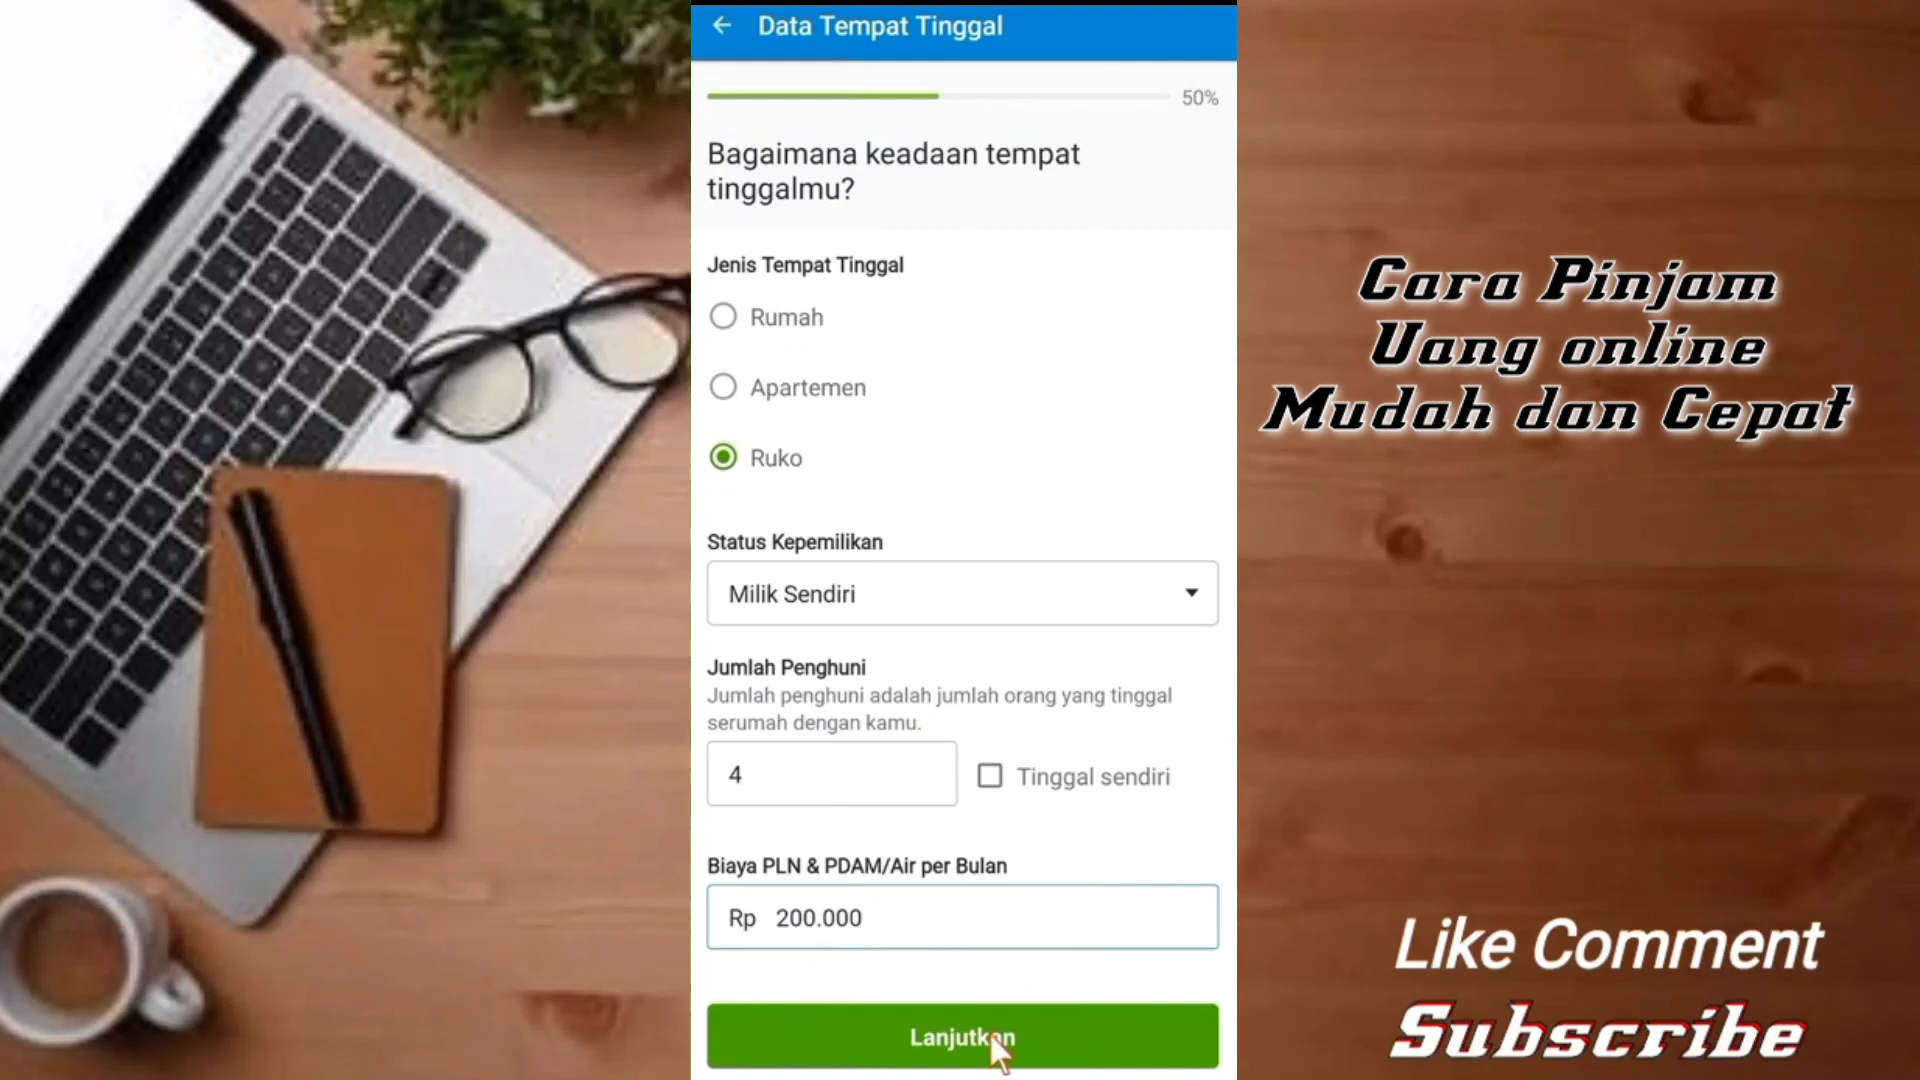 Data Tempat Tinggal
50%
Bagaimana keadaan tempat
tinggalmu?
Jenis Tempat Tinggal
Rumah
Apartemen
Ruko
Status Kepemilikan
Milik Sendiri
Jumlah Penghuni
Jumlah penghuni adalah jumlah orang yang tinggal
serumah dengan kamu.
4
Tinggal sendiri
Biaya PLN & PDAM/Air per Bulan
Rp 200.000
Lanjutkan
Cara Pinjam
Uang online
Mudah dan Cepat
Like Comment
Subscribe